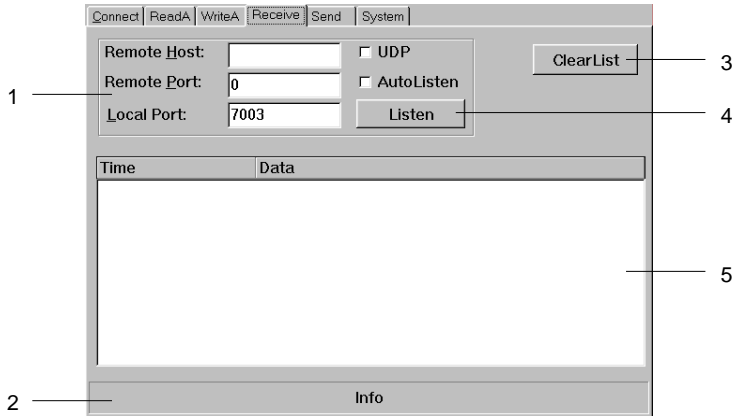 Connect ReadA WriteA Receive Send System
Remote Host: UDP ClearList 3
Remote Port: 0 AutoListen
1
Local Port: 7003 Listen 4
Time Data
5
2 Info